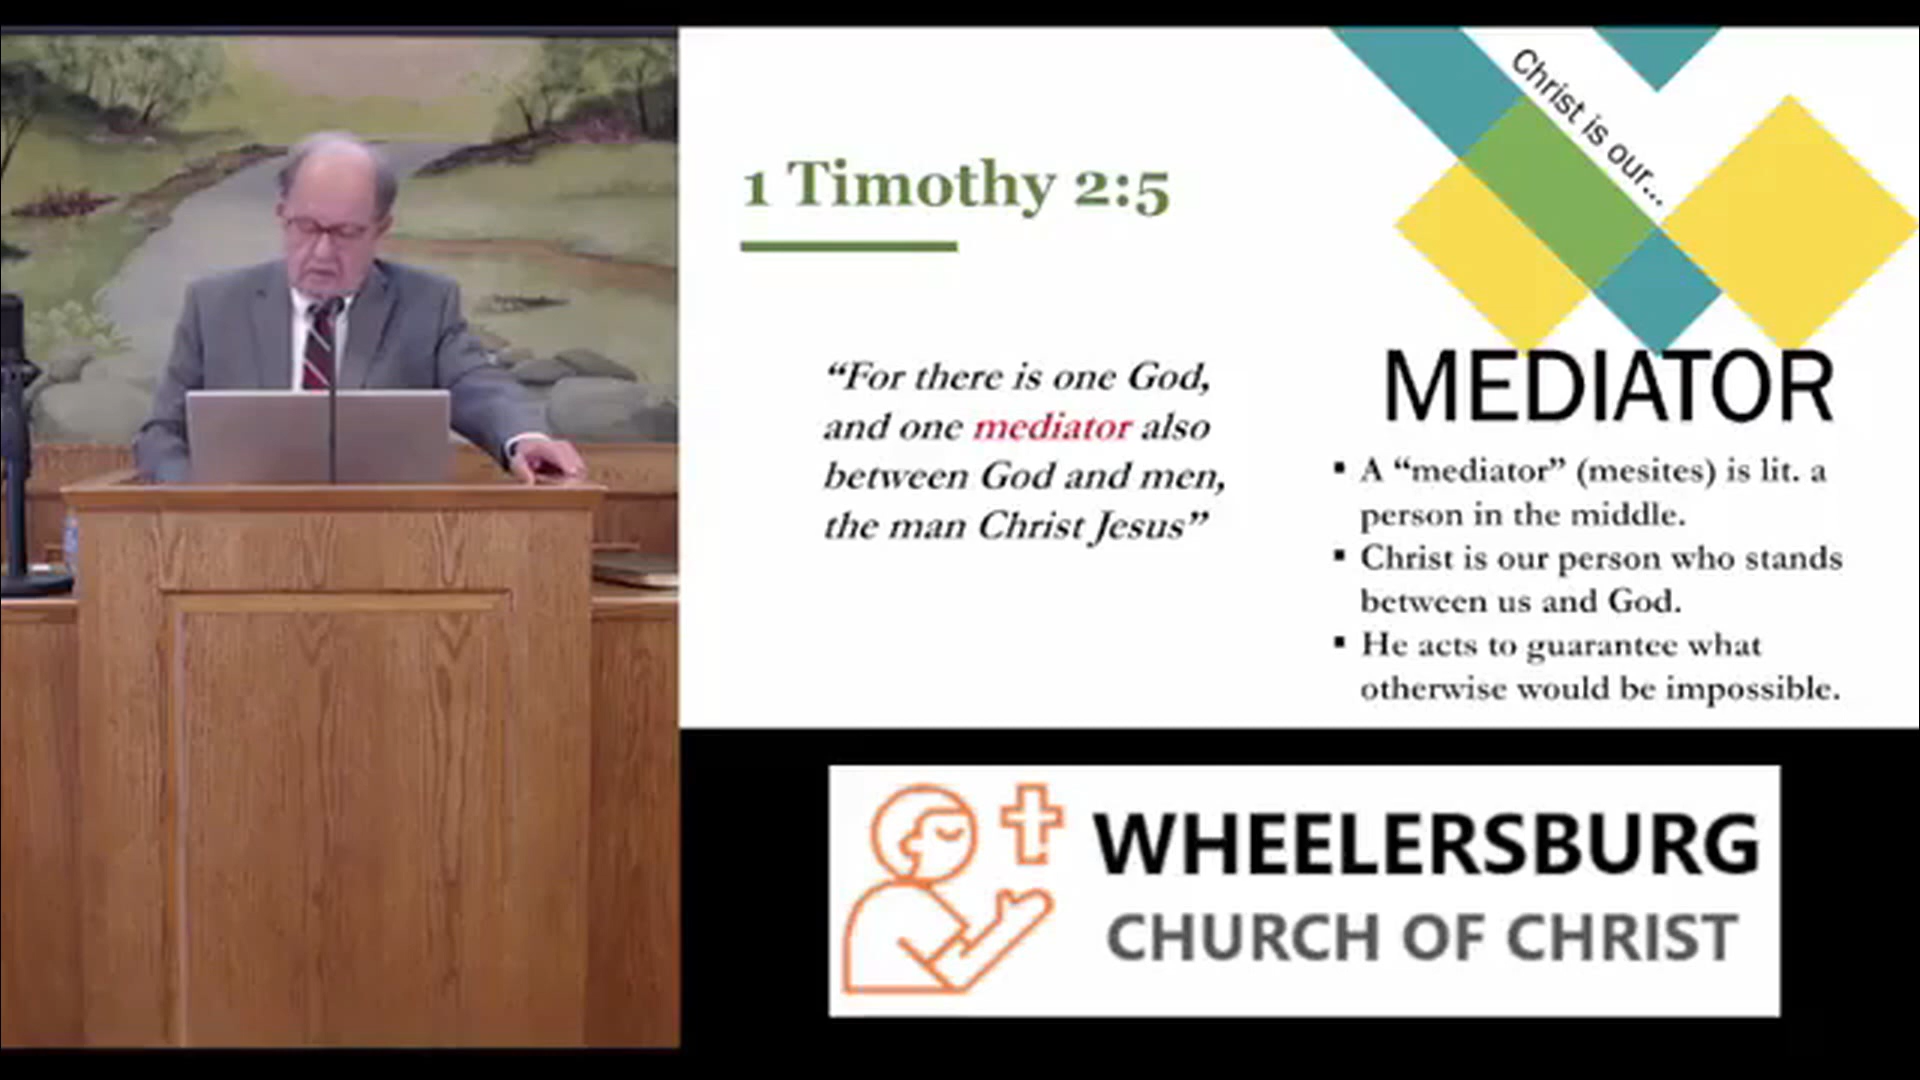 1 Timothy 2:5
“For there is one God,
and one mediator also
between God and men,
the man Christ Jesus”
Christ is our...
MEDIATOR
▪ A “mediator” (mesites) is lit. a
person in the middle.
▪ Christ is our person who stands
between us and God.
▪ He acts to guarantee what
otherwise would be impossible.
WHEELERSBURG
CHURCH OF CHRIST